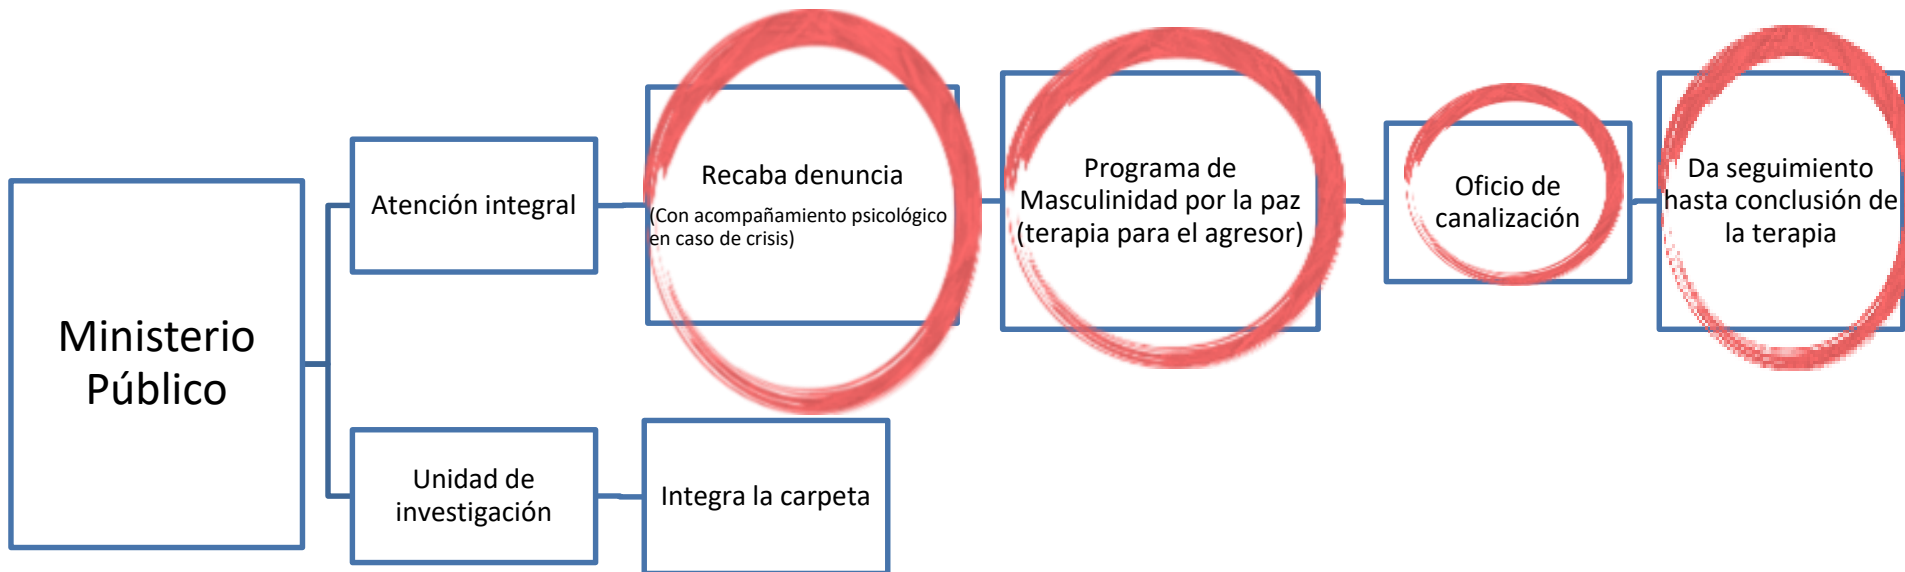 Ministerio
Público
Atención integral
Recaba denuncia
(Con acompañamiento psicológico
en caso de crisis)
Programa de
Masculinidad por la paz
(terapia para el agresor)
Oficio de
canalización
Da seguimiento
hasta conclusión de
la terapia
Unidad de
investigación
Integra la carpeta